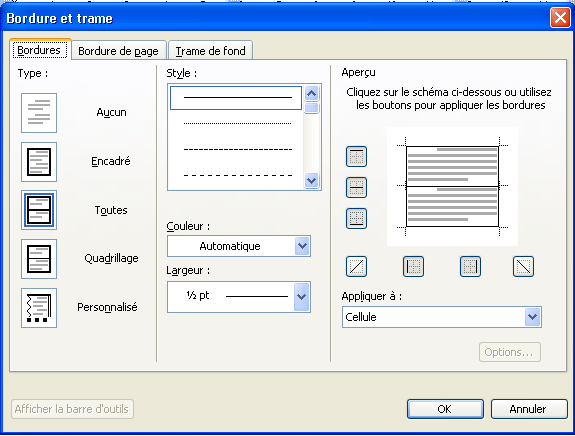 Bordure et trame
Bordures
Bordure de page
Trame de fond
Type :
Aucun
Encadré
Toutes
Quadrillage
Personnalisé
Style :
Couleur :
Automatique
Largeur :
½ pt
Aperçu
Cliquez sur le schéma ci-dessous ou utilisez
les boutons pour appliquer les bordures
Appliquer à :
Cellule
Options...
Afficher la barre d'outils
OK
Annuler